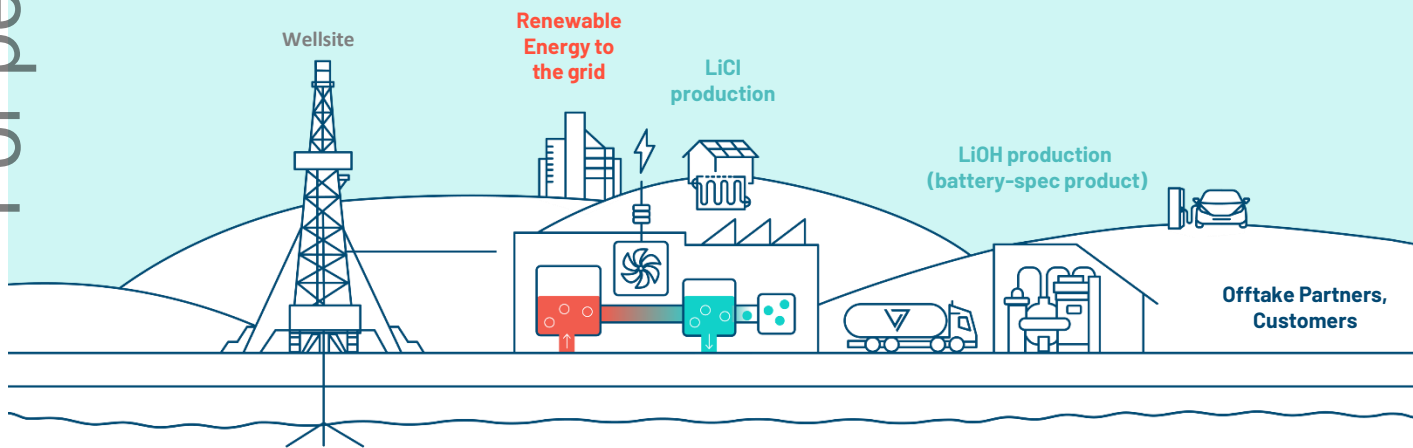 Wellsite
Renewable
Energy to
the grid
LiCl
production
LiOH production
(battery-spec product)
Offtake Partners,
Customers